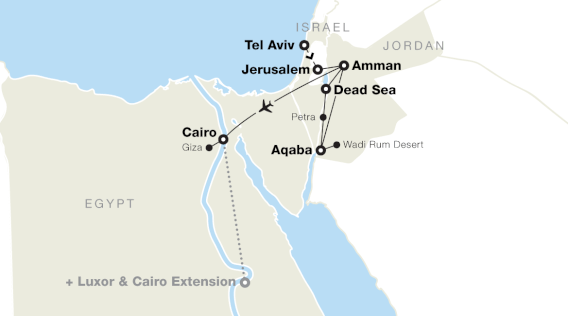 ISRAEL
Tel Aviv
JORDAN
Jerusalem
Amman
Dead Sea
Petra
Cairo
Giza
Aqaba
Wadi Rum Desert
EGYPT
+ Luxor & Cairo Extension